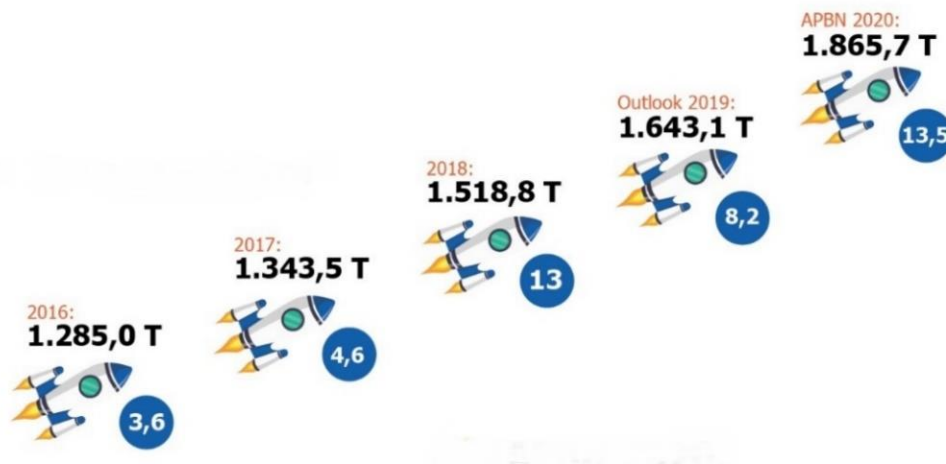 2016:
1.285,0 T
3,6
2017:
1.343,5 T
4,6
2018:
1.518,8 T
13
Outlook 2019:
1.643,1 T
8,2
APBN 2020:
1.865,7 T
13,5